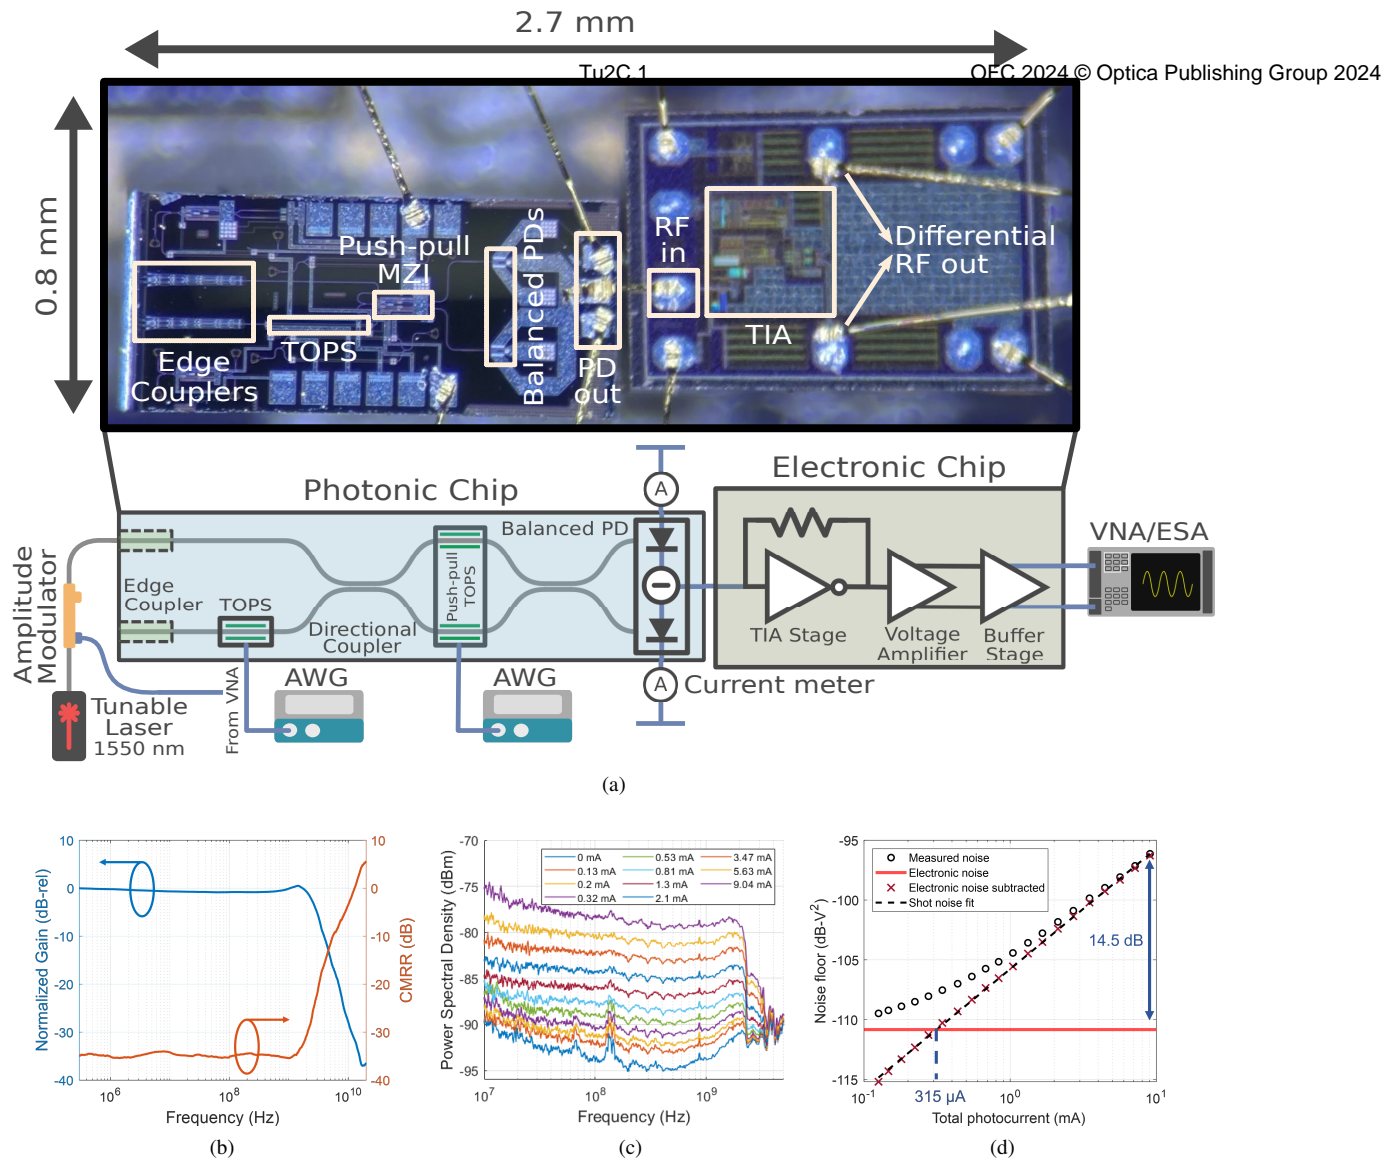 2.7 mm
Tu2C.1
OFC 2024 © Optica Publishing Group 2024
0.8 mm
Push-pull
MZI
Balanced PDs
RF
in
Differential
RF out
TOPS
TIA
Edge
Couplers
PD
out
Photonic Chip
Electronic Chip
A
Balanced PD
VNA/ESA
Amplitude
Modulator
Edge
Coupler
TOPS
Push-pull
TOPS
Directional
Coupler
TIA Stage
Voltage
Amplifier
Buffer
Stage
A
Current meter
AWG
AWG
From VNA
Tunable
Laser
1550 nm
(a)
10
0
-10
-20
-30
-40
Normalized Gain (dB-rel)
10
0
-10
-20
-30
-40
CMRR (dB)
10^6
10^8
10^10
Frequency (Hz)
(b)
-70
-75
-80
-85
-90
-95
Power Spectral Density (dBm)
0 mA
0.13 mA
0.2 mA
0.32 mA
0.53 mA
0.81 mA
1.3 mA
2.1 mA
3.47 mA
5.63 mA
9.04 mA
10^7
10^8
10^9
Frequency (Hz)
(c)
-95
-100
-105
-110
-115
Noise floor (dB-V^2)
Measured noise
Electronic noise
Electronic noise subtracted
Shot noise fit
14.5 dB
10^-1
315 µA
10^0
10^1
Total photocurrent (mA)
(d)